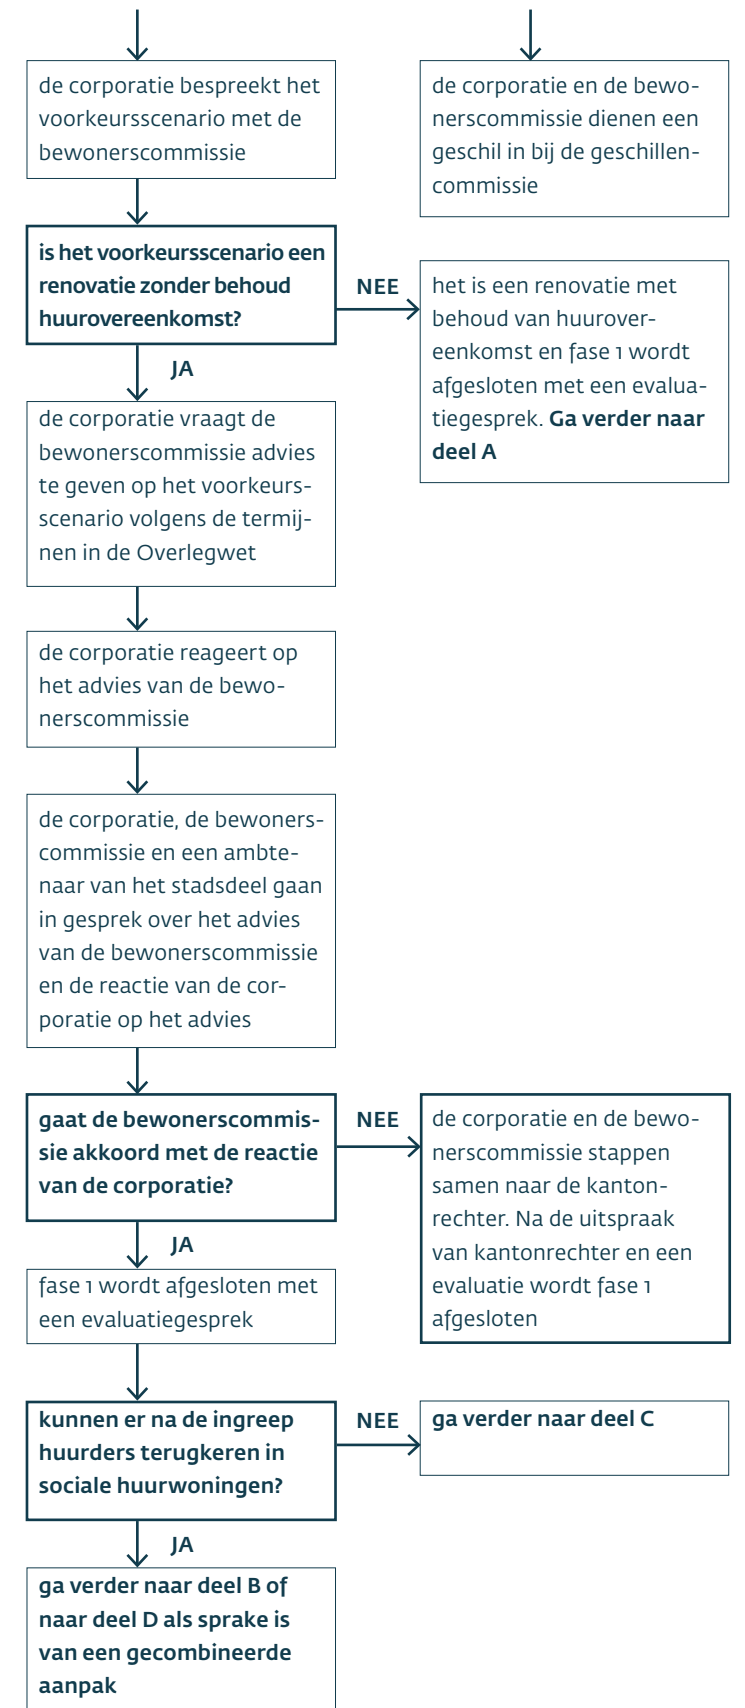 de corporatie bespreekt het
voorkeursscenario met de
bewonerscommissie
de corporatie en de bewo-
nerscommissie dienen een
geschil in bij de geschillen-
commissie
is het voorkeursscenario een
renovatie zonder behoud
huurovereenkomst?
NEE
het is een renovatie met
behoud van huurover-
eenkomst en fase 1 wordt
afgesloten met een evalua-
tiegesprek. Ga verder naar
deel A
JA
de corporatie vraagt de
bewonerscommissie advies
te geven op het voorkeurs-
scenario volgens de termij-
nen in de Overlegwet
de corporatie reageert op
het advies van de bewo-
nerscommissie
de corporatie, de bewoners-
commissie en een ambte-
naar van het stadsdeel gaan
in gesprek over het advies
van de bewonerscommissie
en de reactie van de cor-
poratie op het advies
gaat de bewonerscommis-
sie akkoord met de reactie
van de corporatie?
NEE
de corporatie en de bewo-
nerscommissie stappen
samen naar de kanton-
rechter. Na de uitspraak
van kantonrechter en een
evaluatie wordt fase 1
afgesloten
JA
fase 1 wordt afgesloten met
een evaluatiegesprek
kunnen er na de ingreep
huurders terugkeren in
sociale huurwoningen?
NEE
ga verder naar deel C
JA
ga verder naar deel B of
naar deel D als sprake is
van een gecombineerde
aanpak